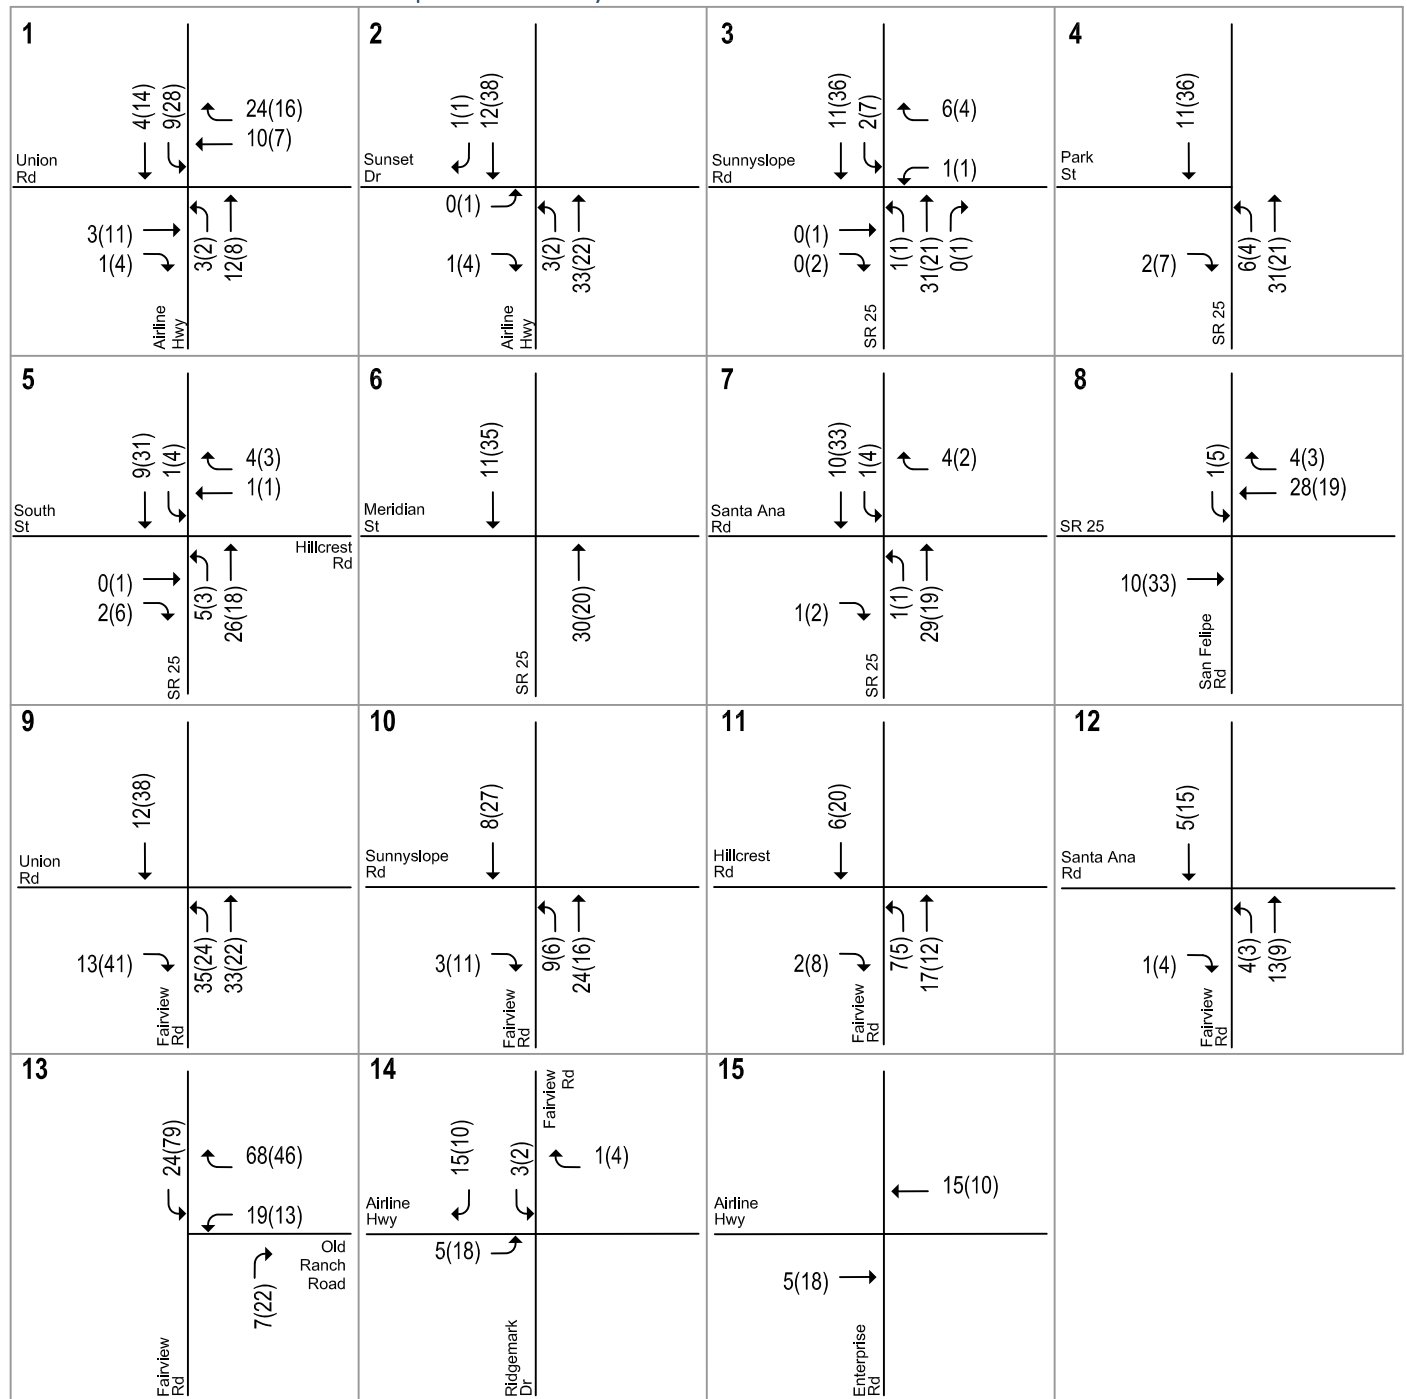 1
4(14)
9(28)
24(16)
10(7)
Union
Rd
3(11)
1(4)
3(2)
12(8)
Airline
Hwy
2
1(1)
12(38)
Sunset
Dr
0(1)
1(4)
3(2)
33(22)
Airline
Hwy
3
11(36)
2(7)
6(4)
1(1)
Sunnyslope
Rd
0(1)
0(2)
1(1)
31(21)
0(1)
SR 25
4
11(36)
Park
St
2(7)
6(4)
31(21)
SR 25
5
9(31)
1(4)
4(3)
1(1)
South
St
Hillcrest
Rd
0(1)
2(6)
5(3)
26(18)
SR 25
6
11(35)
Meridian
St
30(20)
SR 25
7
10(33)
1(4)
4(2)
Santa Ana
Rd
1(2)
1(1)
29(19)
SR 25
8
1(5)
4(3)
28(19)
SR 25
10(33)
San Felipe
Rd
9
12(38)
Union
Rd
13(41)
35(24)
33(22)
Fairview
Rd
10
8(27)
Sunnyslope
Rd
3(11)
9(6)
24(16)
Fairview
Rd
11
6(20)
Hillcrest
Rd
2(8)
7(5)
17(12)
Fairview
Rd
12
5(15)
Santa Ana
Rd
1(4)
4(3)
13(9)
Fairview
Rd
13
24(79)
68(46)
19(13)
Old
Ranch
Road
7(22)
Fairview
Rd
14
Fairview
Rd
15(10)
3(2)
1(4)
Airline
Hwy
5(18)
Ridgemark
Dr
15
15(10)
Airline
Hwy
5(18)
Enterprise
Rd